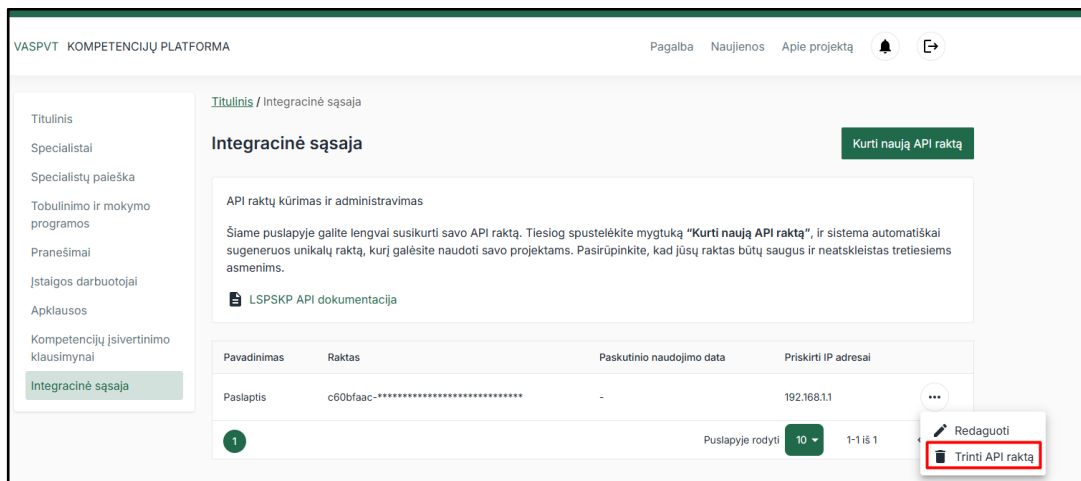 VASPVT KOMPETENCIJŲ PLATFORMA
Pagalba Naujienos Apie projektą
Titulinis
Specialistai
Specialistų paieška
Tobulinimo ir mokymo
programos
Pranešimai
Įstaigos darbuotojai
Apklausos
Kompetencijų įsivertinimo
klausimynai
Integracinė sąsaja
Titulinis / Integracinė sąsaja
Integracinė sąsaja
Kurti naują API raktą
API raktų kūrimas ir administravimas
Šiame puslapyje galite lengvai susikurti savo API raktą. Tiesiog spustelėkite mygtuką “Kurti naują API raktą”, ir sistema automatiškai
sugeneruos unikalų raktą, kurį galėsite naudoti savo projektams. Pasirūpinkite, kad jūsų raktas būtų saugus ir neatskleistas tretiesiems
asmenims.
LSPSKP API dokumentacija
Pavadinimas Raktas Paskutinio naudojimo data Priskirti IP adresai
Paslaptis c60bfaac-**************************** - 192.168.1.1
1 Puslapyje rodyti 10 1-1 iš 1
Redaguoti
Trinti API raktą